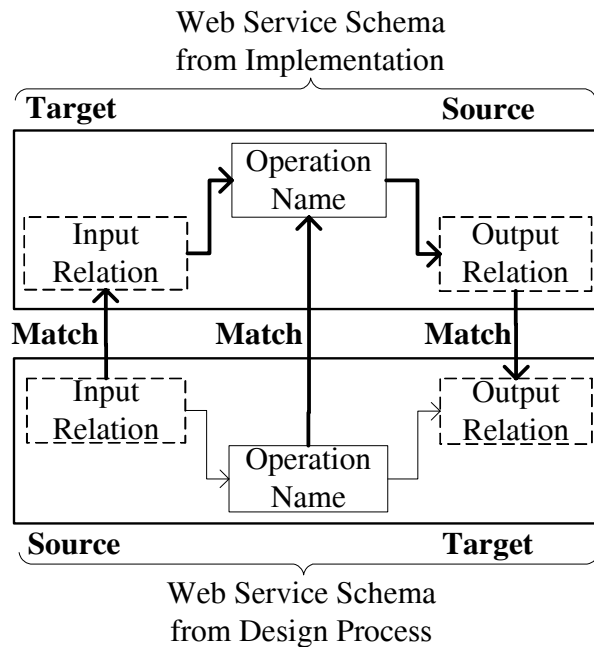 Web Service Schema
from Implementation
Target Source
Operation
Name
Input
Relation
Output
Relation
Match Match Match
Input
Relation
Output
Relation
Operation
Name
Source Target
Web Service Schema
from Design Process